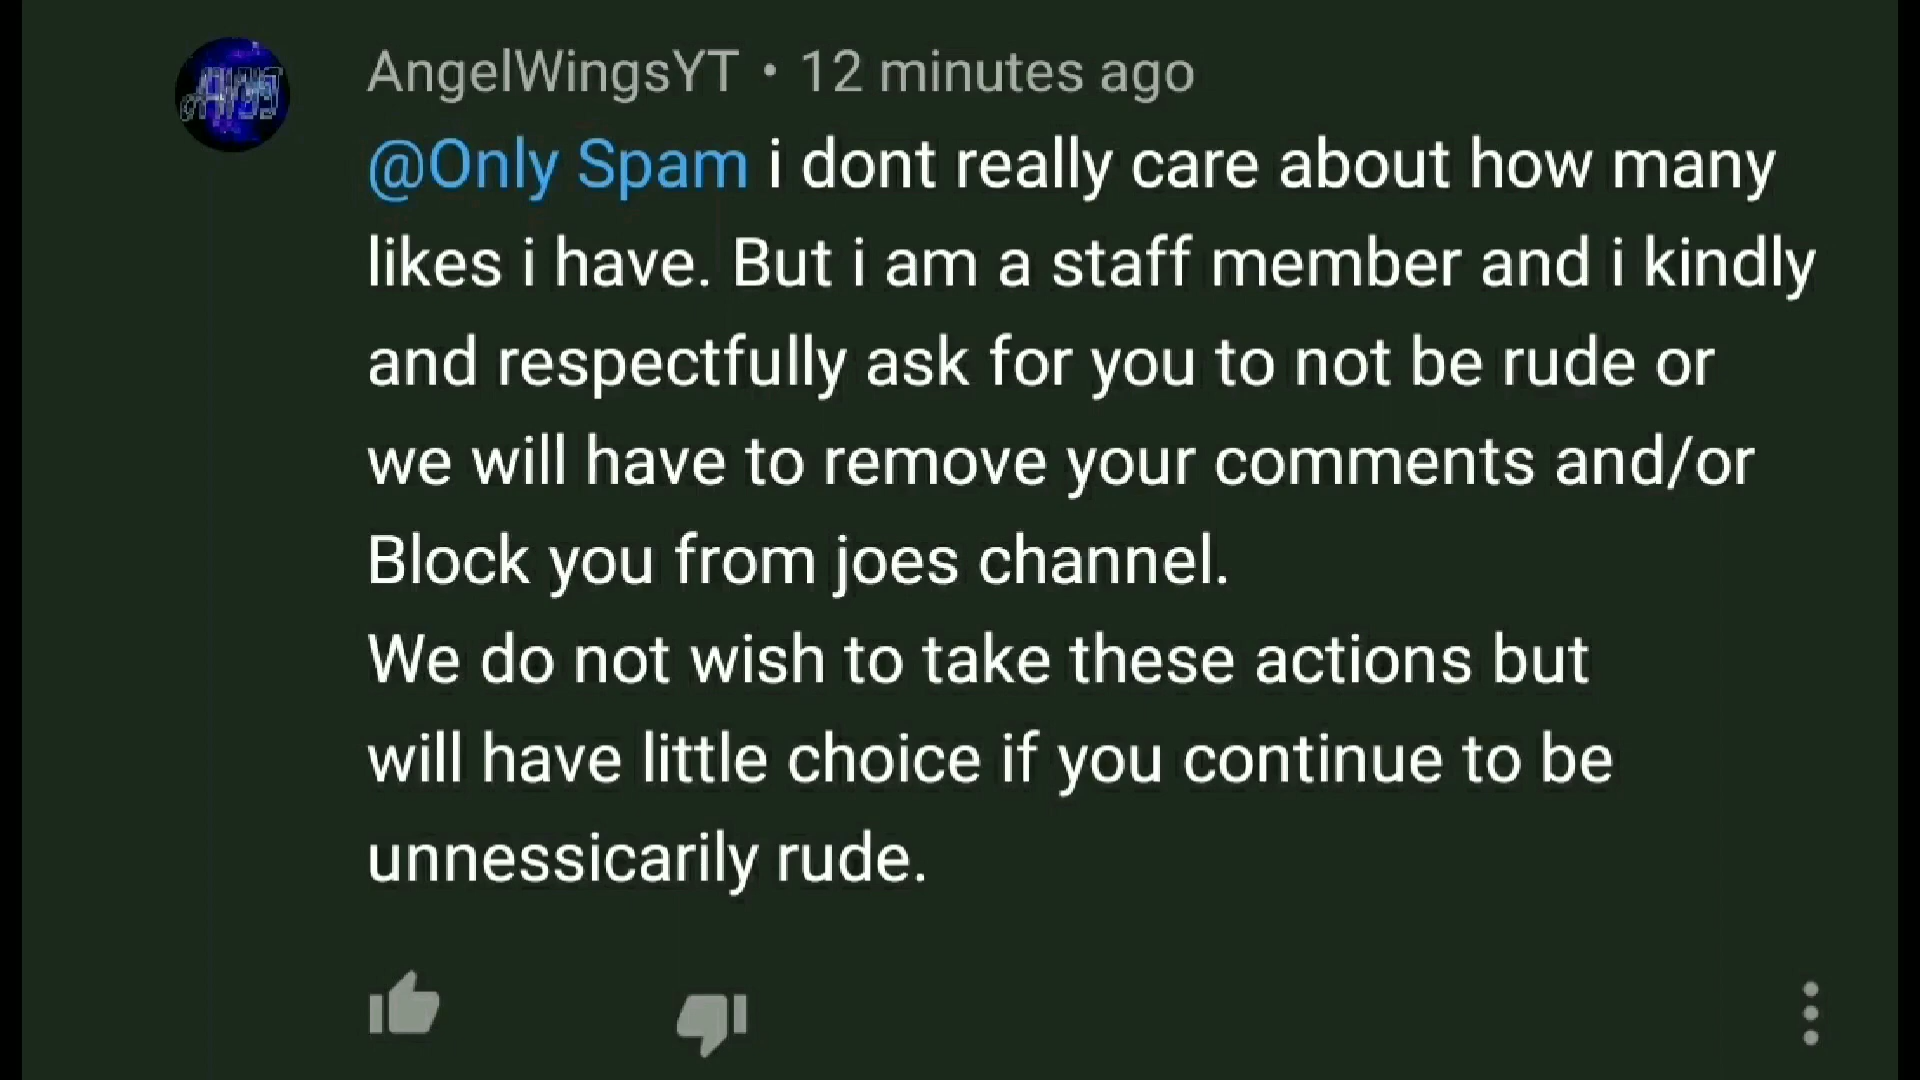 AngelWingsYT • 12 minutes ago
@Only Spam i dont really care about how many
likes i have. But i am a staff member and i kindly
and respectfully ask for you to not be rude or
we will have to remove your comments and/or
Block you from joes channel.
We do not wish to take these actions but
will have little choice if you continue to be
unnessicarily rude.